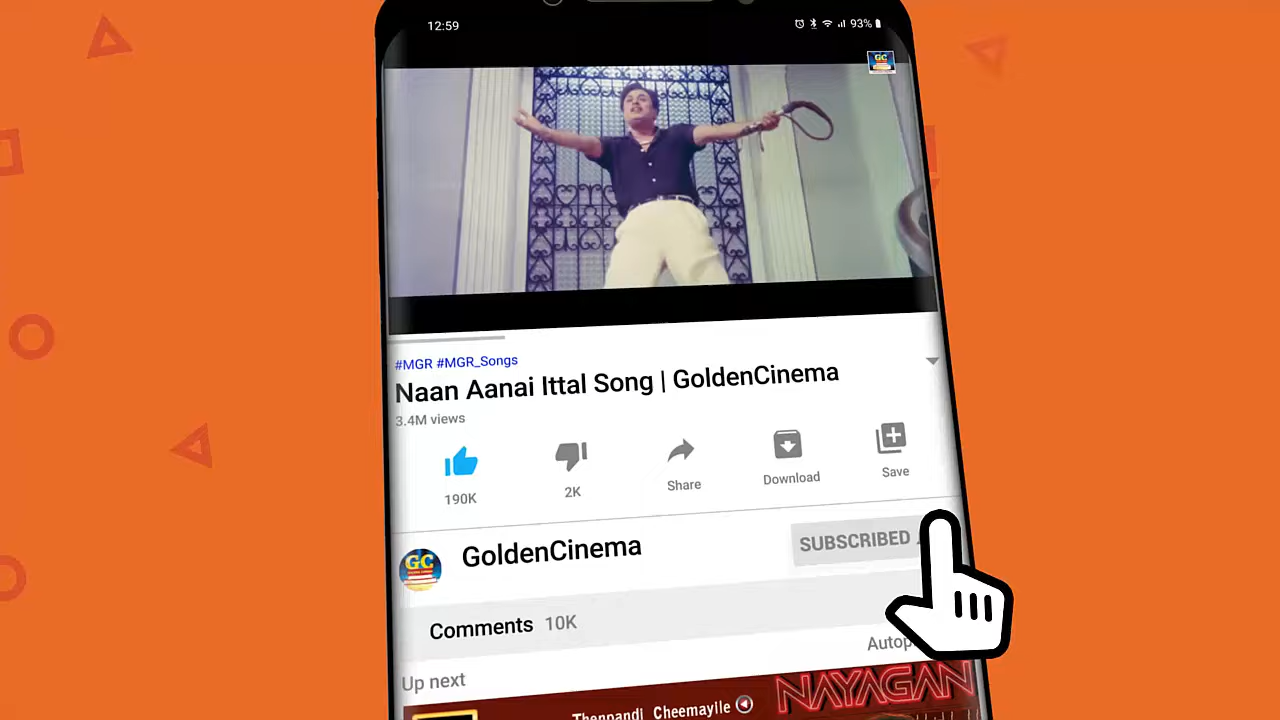 12:59
93%
GC
#MGR #MGR_Songs
Naan Aanai Ittal Song | GoldenCinema
3.4M views
190K
2K
Share
Download
Save
GC
GoldenCinema
SUBSCRIBED
Comments 10K
Up next
NAYAGAN
Thenpandi Cheemayile